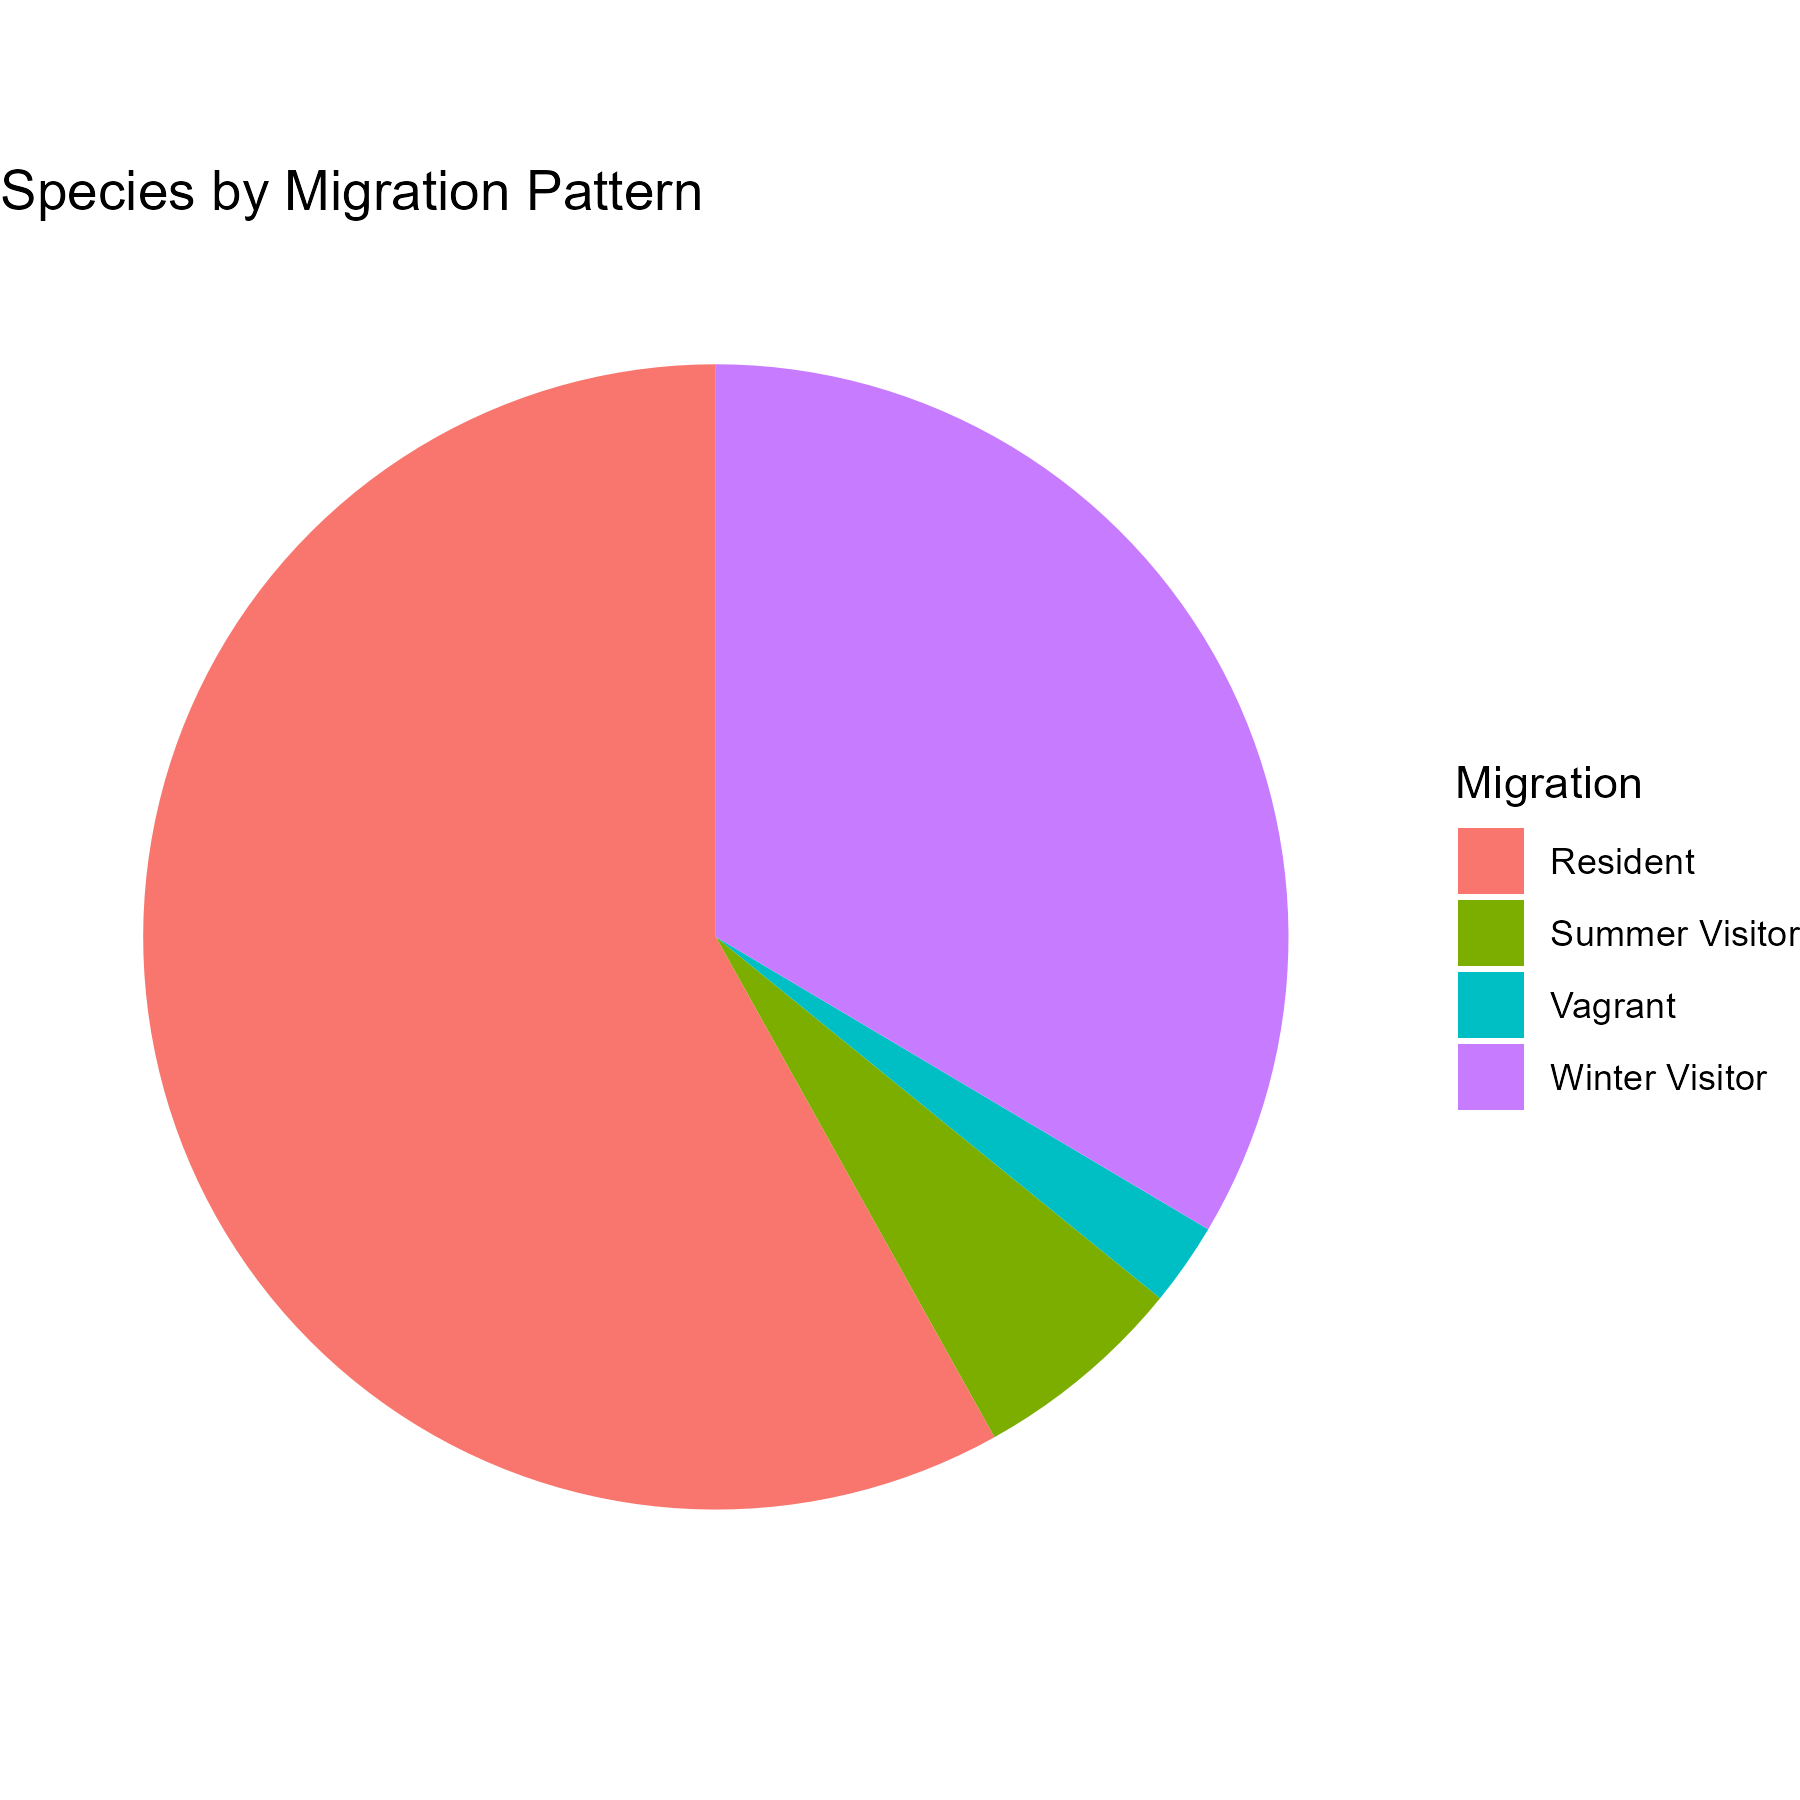 Species by Migration Pattern
Migration
Resident
Summer Visitor
Vagrant
Winter Visitor